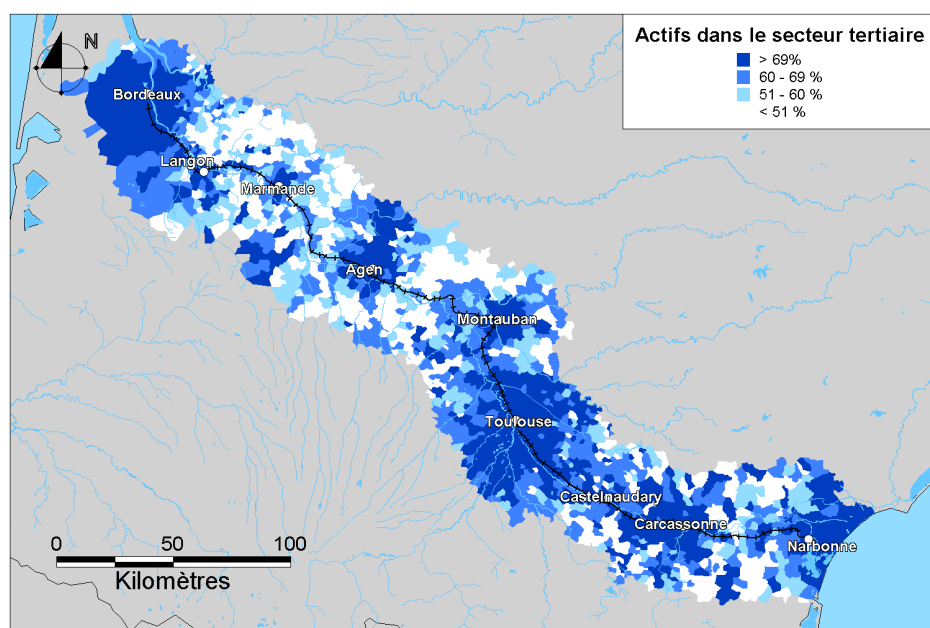 Actifs dans le secteur tertiaire
> 69%
60 - 69 %
51 - 60 %
< 51 %
N
Bordeaux
Langon
Marmande
Agen
Montauban
Toulouse
Castelnaudary
Carcassonne
Narbonne
0 50 100
Kilomètres